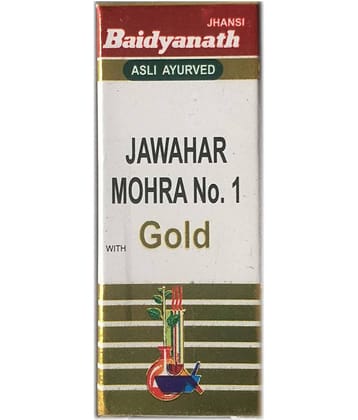 JHANSI
Baidyanath
ASLI AYURVED
JAWAHAR
MOHRA No. 1
WITH Gold